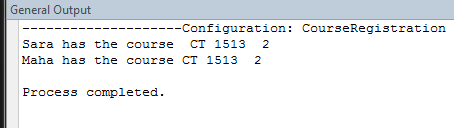 General Output
--------------------Configuration: CourseRegistration
Sara has the course  CT 1513  2
Maha has the course CT 1513  2
Process completed.